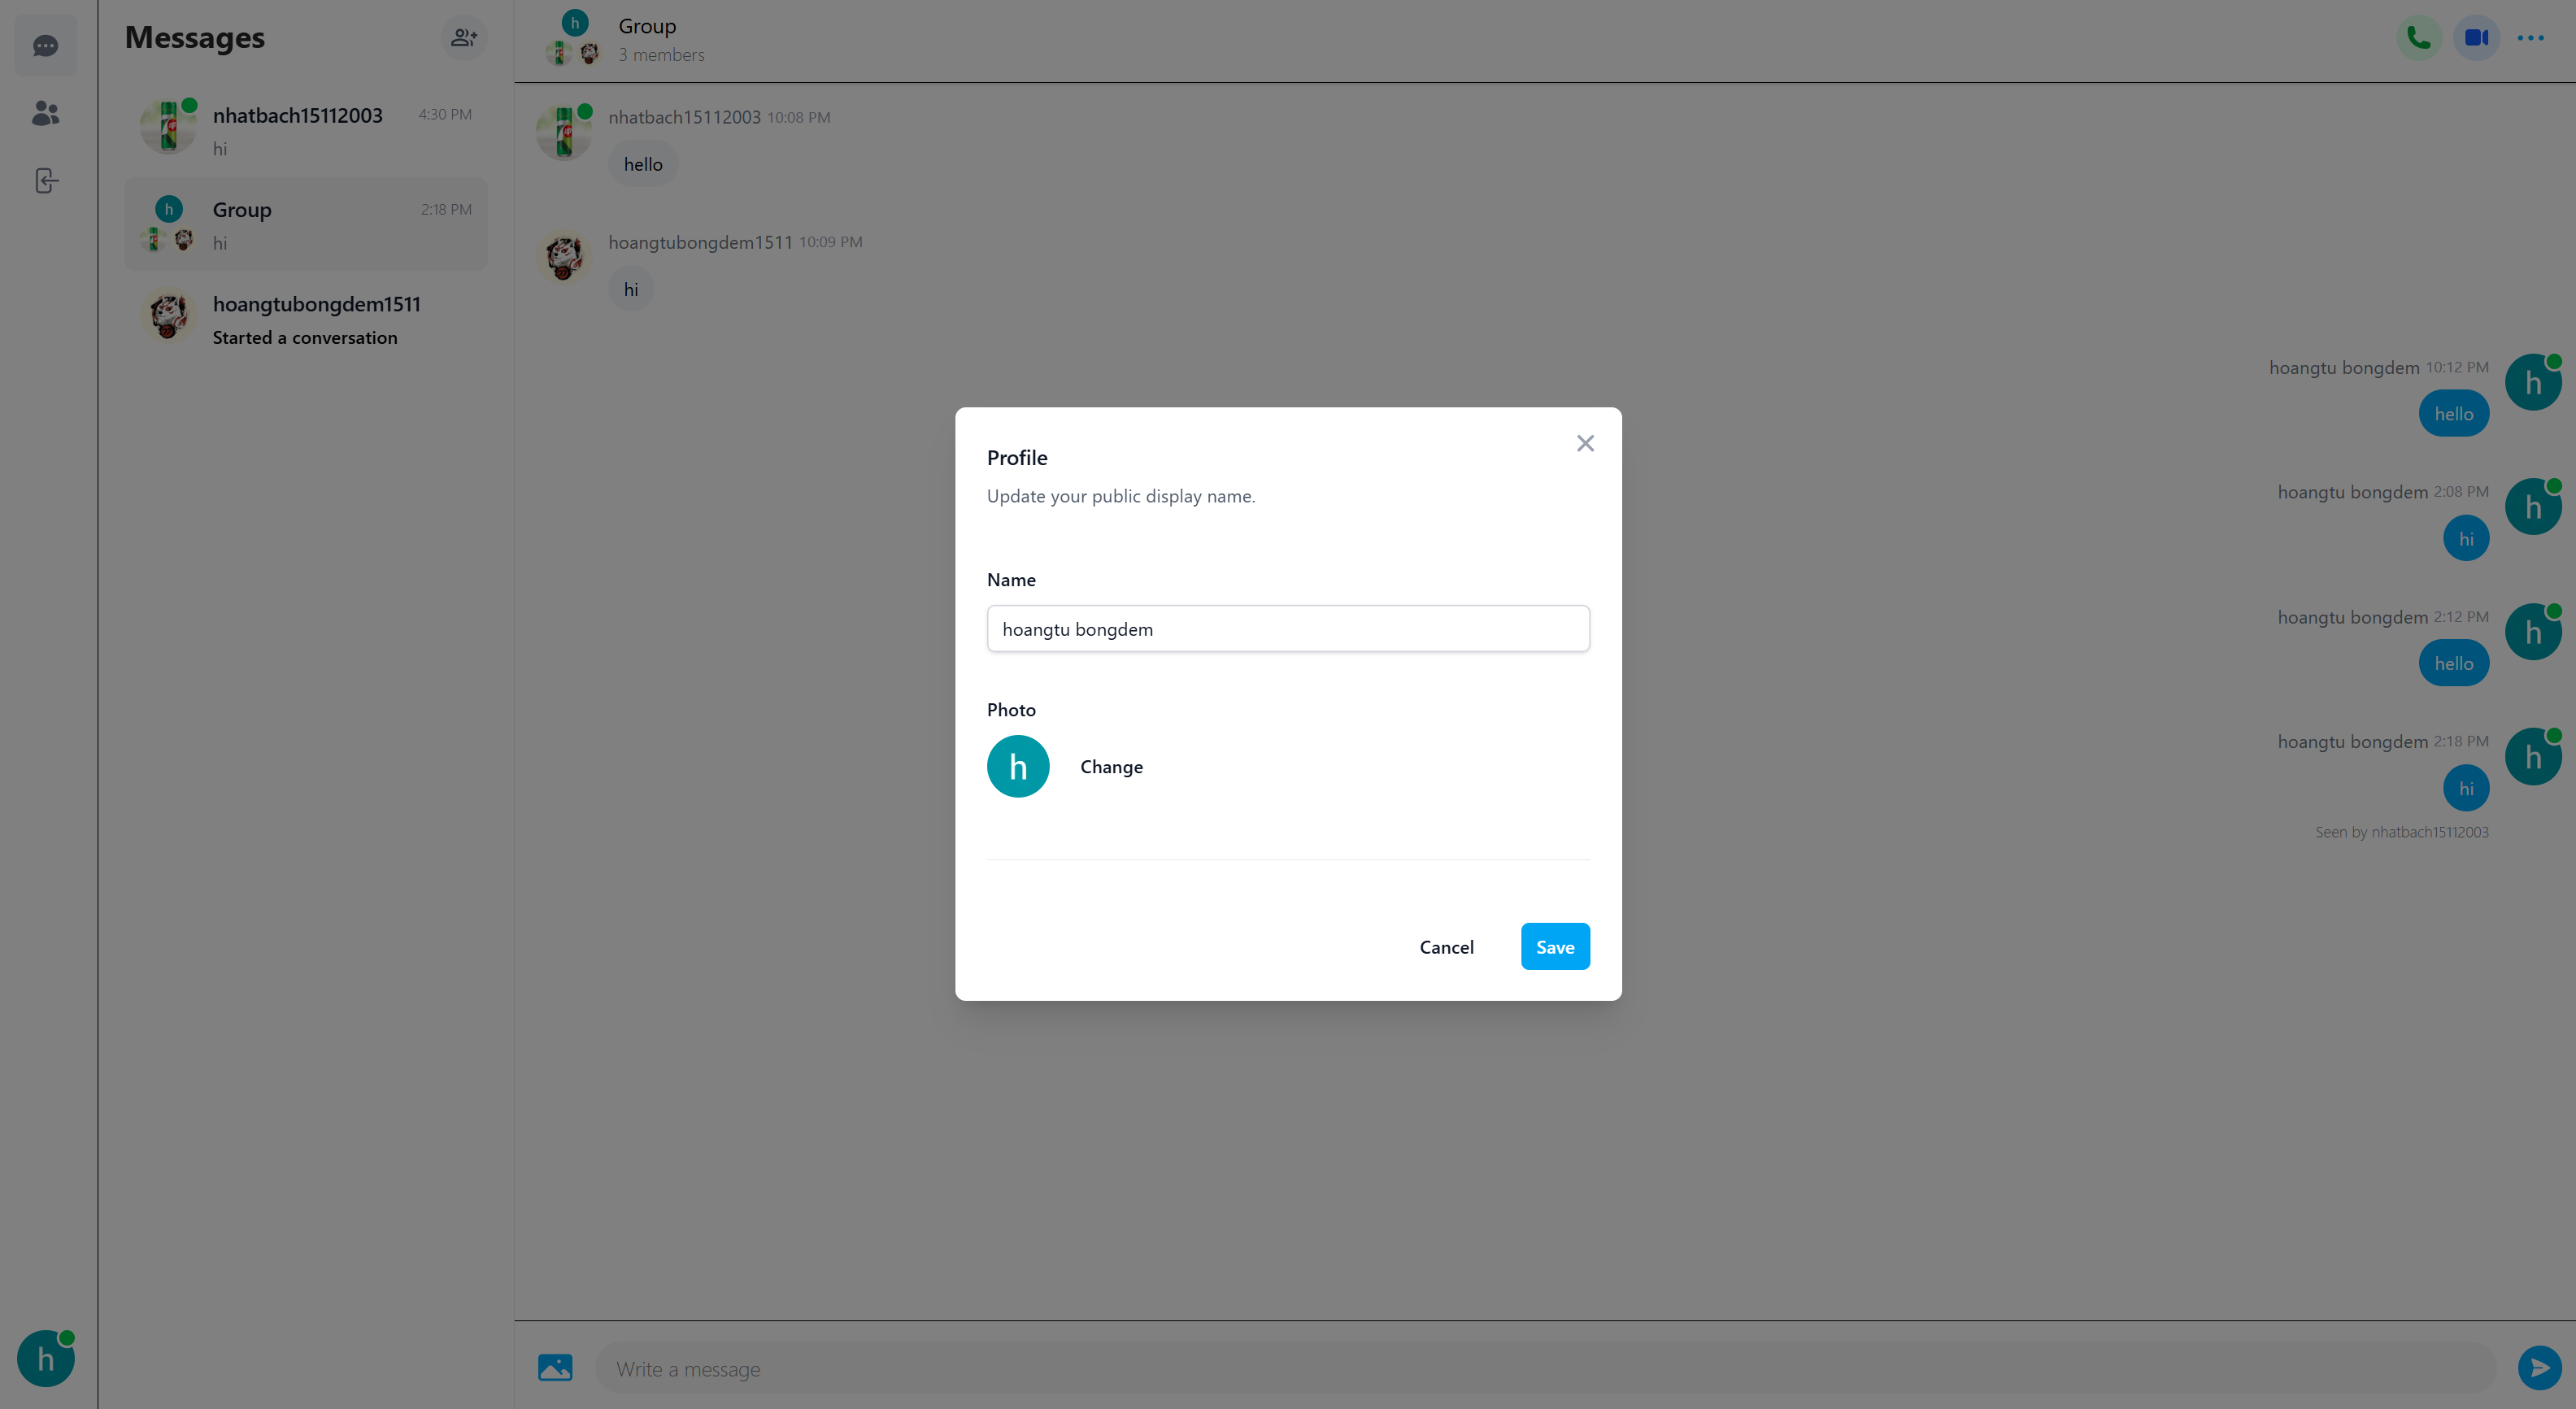 Messages
nhatbach15112003 4:30 PM
hi
h
Group 2:18 PM
hi
hoangtubongdem1511
Started a conversation
h
h
Group
3 members
nhatbach15112003 10:08 PM
hello
hoangtubongdem1511 10:09 PM
hi
hoangtu bongdem 10:12 PM
h
hello
hoangtu bongdem 2:08 PM
h
hi
hoangtu bongdem 2:12 PM
h
hello
hoangtu bongdem 2:18 PM
h
hi
Seen by nhatbach15112003
Profile
Update your public display name.
Name
hoangtu bongdem
Photo
h
Change
Cancel
Save
Write a message